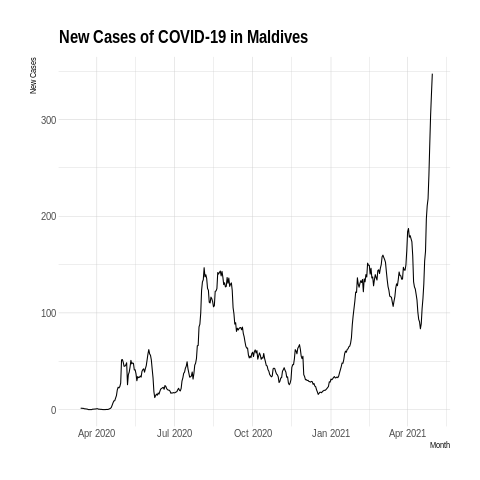 New Cases of COVID-19 in Maldives
New Cases
300
200
100
0
Apr 2020
Jul 2020
Oct 2020
Jan 2021
Apr 2021
Month